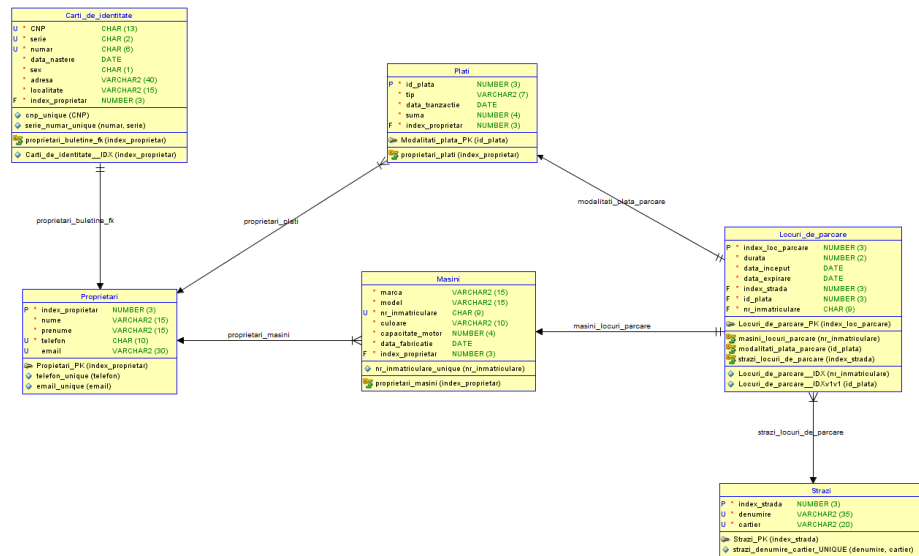 Carti_de_identitate
U * CNP CHAR (13)
U * serie CHAR (2)
U * numar CHAR (6)
* data_nastere DATE
* sex CHAR (1)
* adresa VARCHAR2 (40)
* localitate VARCHAR2 (15)
F * index_proprietar NUMBER (3)
cnp_unique (CNP)
serie_numar_unique (numar, serie)
proprietari_buletine_fk (index_proprietar)
Carti_de_identitate__IDX (index_proprietar)
Plati
P * id_plata NUMBER (3)
* tip VARCHAR2 (7)
* data_tranzactie DATE
* suma NUMBER (4)
F * index_proprietar NUMBER (3)
Modalitati_plata_PK (id_plata)
proprietari_plati (index_proprietar)
proprietari_buletine_fk
proprietari_plati
modalitati_plata_parcare
Locuri_de_parcare
P * index_loc_parcare NUMBER (3)
* durata NUMBER (2)
* data_inceput DATE
* data_expirare DATE
F * index_strada NUMBER (3)
F * id_plata NUMBER (3)
F * nr_inmatriculare CHAR (9)
Locuri_de_parcare_PK (index_loc_parcare)
masini_locuri_parcare (nr_inmatriculare)
modalitati_plata_parcare (id_plata)
strazi_locuri_de_parcare (index_strada)
Locuri_de_parcare__IDX (nr_inmatriculare)
Locuri_de_parcare__IDXv1v1 (id_plata)
Proprietari
P * index_proprietar NUMBER (3)
* nume VARCHAR2 (15)
* prenume VARCHAR2 (15)
U * telefon CHAR (10)
U email VARCHAR2 (30)
Propietari_PK (index_proprietar)
telefon_unique (telefon)
email_unique (email)
proprietari_masini
Masini
* marca VARCHAR2 (15)
* model VARCHAR2 (15)
U * nr_inmatriculare CHAR (9)
* culoare VARCHAR2 (10)
* capacitate_motor NUMBER (4)
* data_fabricatie DATE
F * index_proprietar NUMBER (3)
nr_inmatriculare_unique (nr_inmatriculare)
proprietari_masini (index_proprietar)
masini_locuri_parcare
strazi_locuri_de_parcare
Strazi
P * index_strada NUMBER (3)
U * denumire VARCHAR2 (35)
U * cartier VARCHAR2 (20)
Strazi_PK (index_strada)
strazi_denumire_cartier_UNIQUE (denumire, cartier)